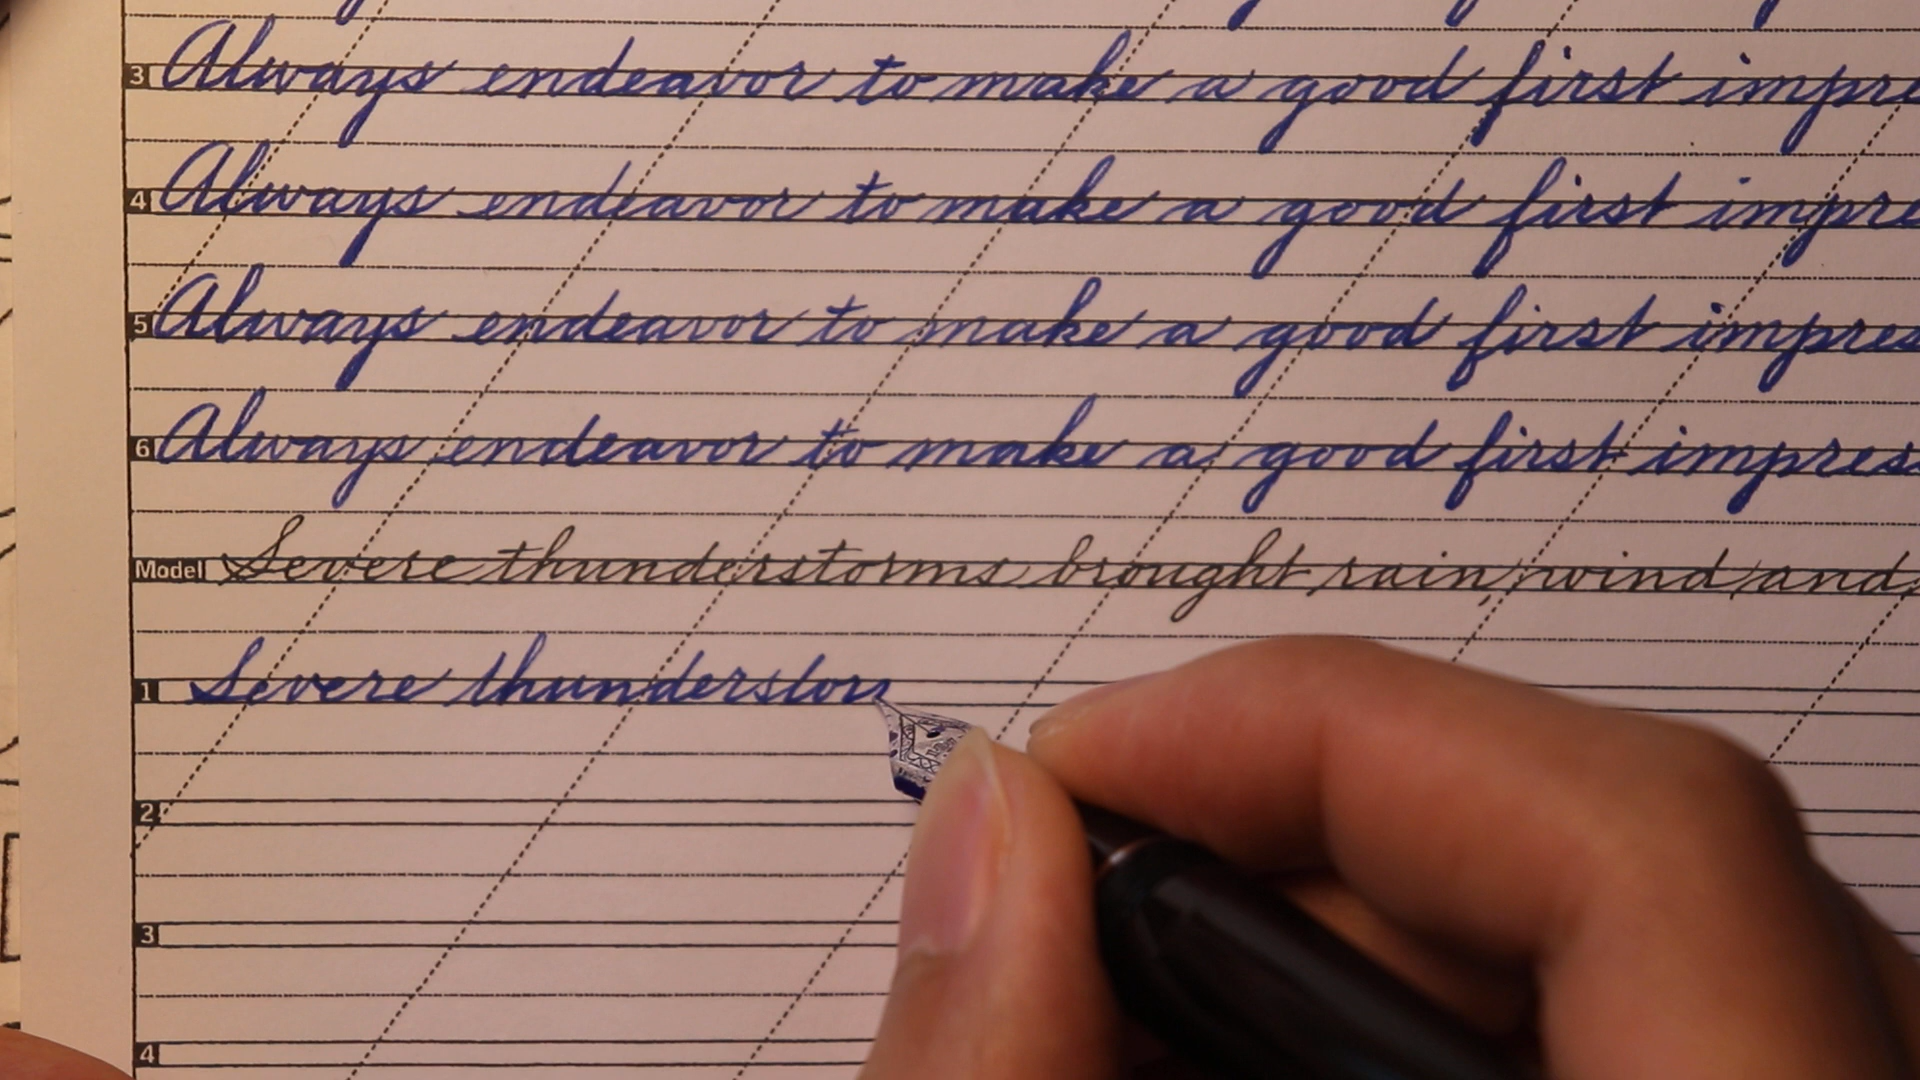 3 Always endeavor to make a good first impre
4 Always endeavor to make a good first impre
5 Always endeavor to make a good first impres
6 Always endeavor to make a good first impres
Model Severe thunderstorms brought rain, wind, and
1 Severe thunderstor
2
3
4